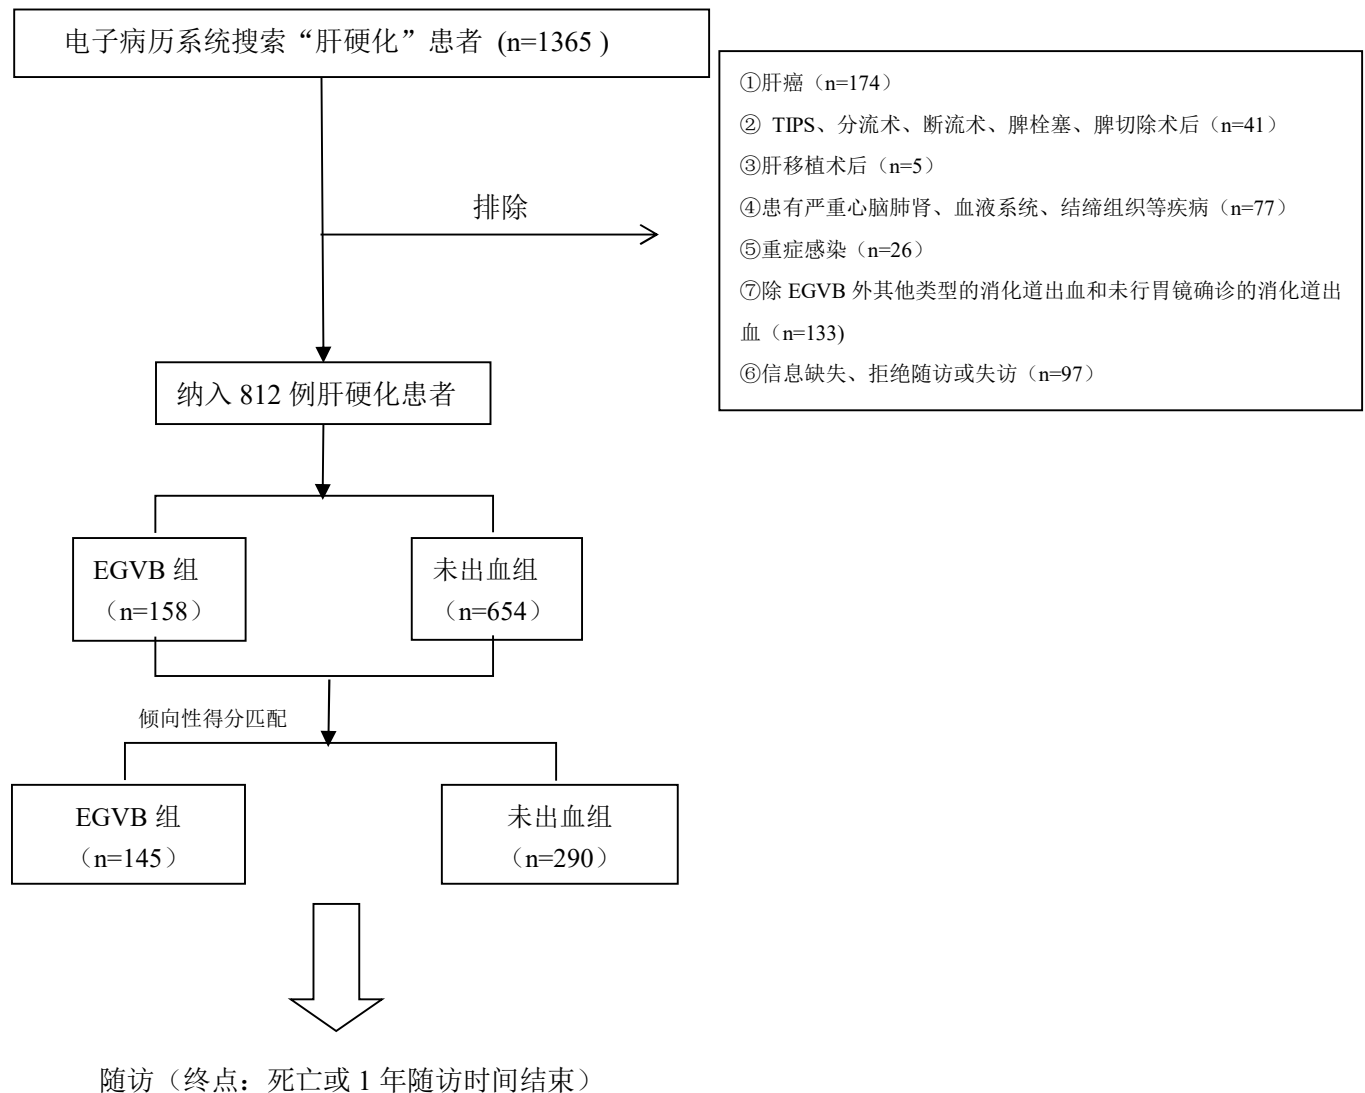 电子病历系统搜索“肝硬化”患者 (n=1365 )
①肝癌（n=174）
② TIPS、分流术、断流术、脾栓塞、脾切除术后（n=41）
③肝移植术后（n=5）
④患有严重心脑肺肾、血液系统、结缔组织等疾病（n=77）
⑤重症感染（n=26）
⑦除 EGVB 外其他类型的消化道出血和未行胃镜确诊的消化道出
血（n=133)
⑥信息缺失、拒绝随访或失访（n=97）
排除
纳入 812 例肝硬化患者
EGVB 组
（n=158）
未出血组
（n=654）
倾向性得分匹配
EGVB 组
（n=145）
未出血组
（n=290）
随访（终点：死亡或 1 年随访时间结束）